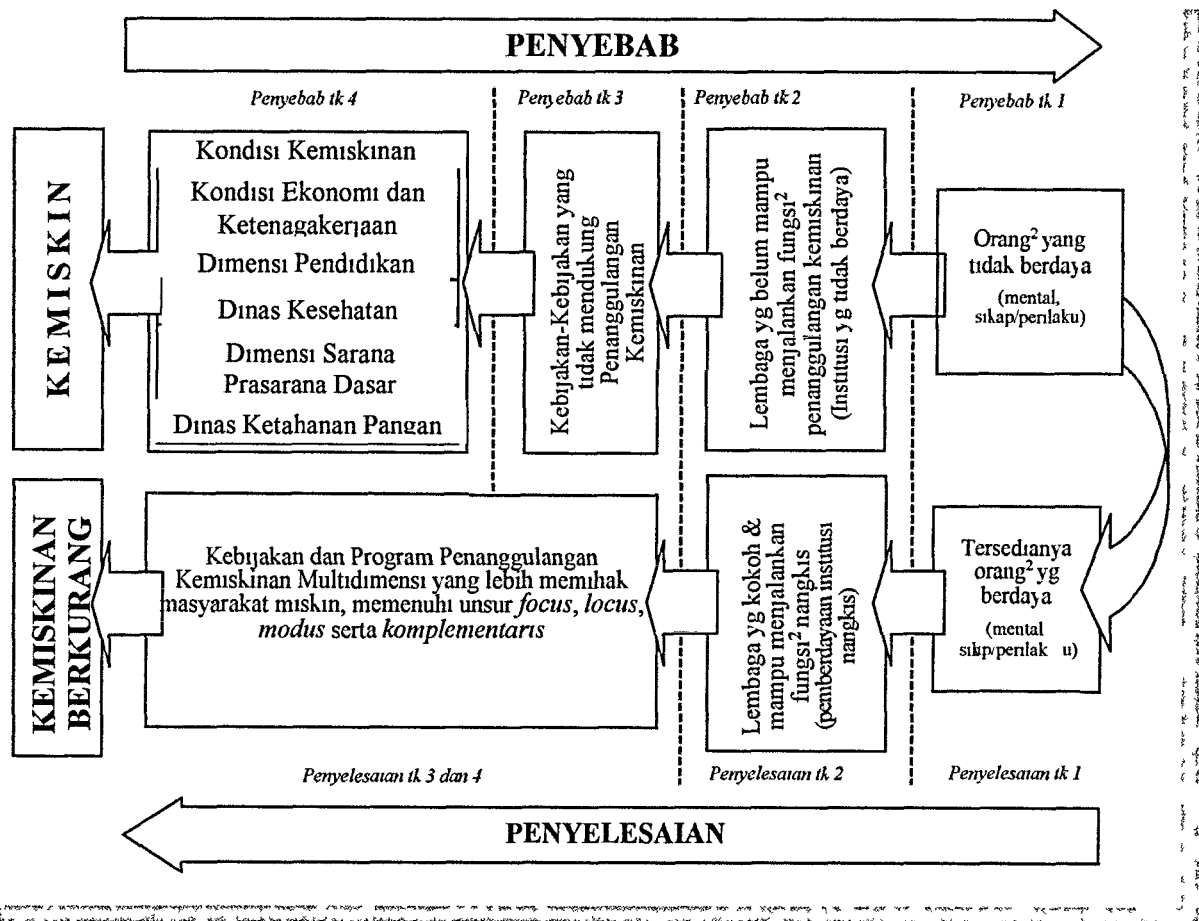 PENYEBAB
Penyebab tk 4
Penyebab tk 3
Penyebab tk 2
Penyebab tk 1
KEMISKIN
Kondisi Kemiskinan
Kondisi Ekonomi dan
Ketenagakerjaan
Dimensi Pendidikan
Dinas Kesehatan
Dimensi Sarana
Prasarana Dasar
Dinas Ketahanan Pangan
Kebijakan-Kebijakan yang
tidak mendukung
Penanggulangan
Kemiskinan
Lembaga yg belum mampu
menjalankan fungsi²
penanggulangan kemiskinan
(Institusi yg tidak berdaya)
Orang² yang
tidak berdaya
(mental,
sikap/perilaku)
KEMISKINAN
BERKURANG
Kebijakan dan Program Penanggulangan
Kemiskinan Multidimensi yang lebih memihak
masyarakat miskin, memenuhi unsur focus, locus,
modus serta komplementaris
Lembaga yg kokoh &
mampu menjalankan
fungsi² nangkis
(pemberdayaan institusi
nangkis)
Tersedianya
orang² yg
berdaya
(mental
sikap/perilak u)
Penyelesaian tk 3 dan 4
Penyelesaian tk 2
Penyelesaian tk 1
PENYELESAIAN